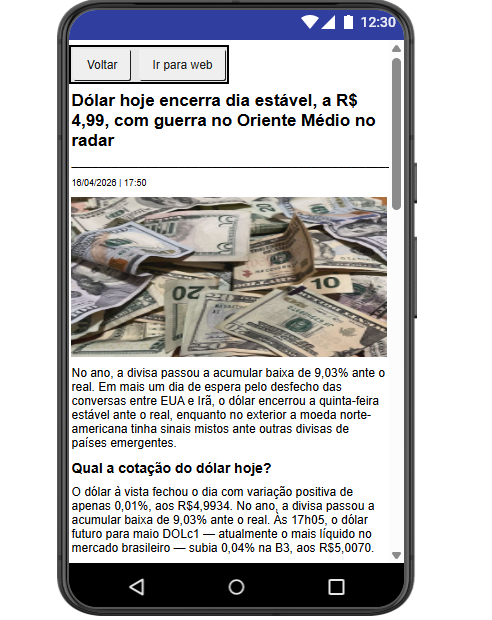 12:30
Voltar Ir para web
Dólar hoje encerra dia estável, a R$
4,99, com guerra no Oriente Médio no
radar
16/04/2026 | 17:50
No ano, a divisa passou a acumular baixa de 9,03% ante o
real. Em mais um dia de espera pelo desfecho das
conversas entre EUA e Irã, o dólar encerrou a quinta-feira
estável ante o real, enquanto no exterior a moeda norte-
americana tinha sinais mistos ante outras divisas de
países emergentes.
Qual a cotação do dólar hoje?
O dólar à vista fechou o dia com variação positiva de
apenas 0,01%, aos R$4,9934. No ano, a divisa passou a
acumular baixa de 9,03% ante o real. Às 17h05, o dólar
futuro para maio DOLc1 — atualmente o mais líquido no
mercado brasileiro — subia 0,04% na B3, aos R$5,0070.